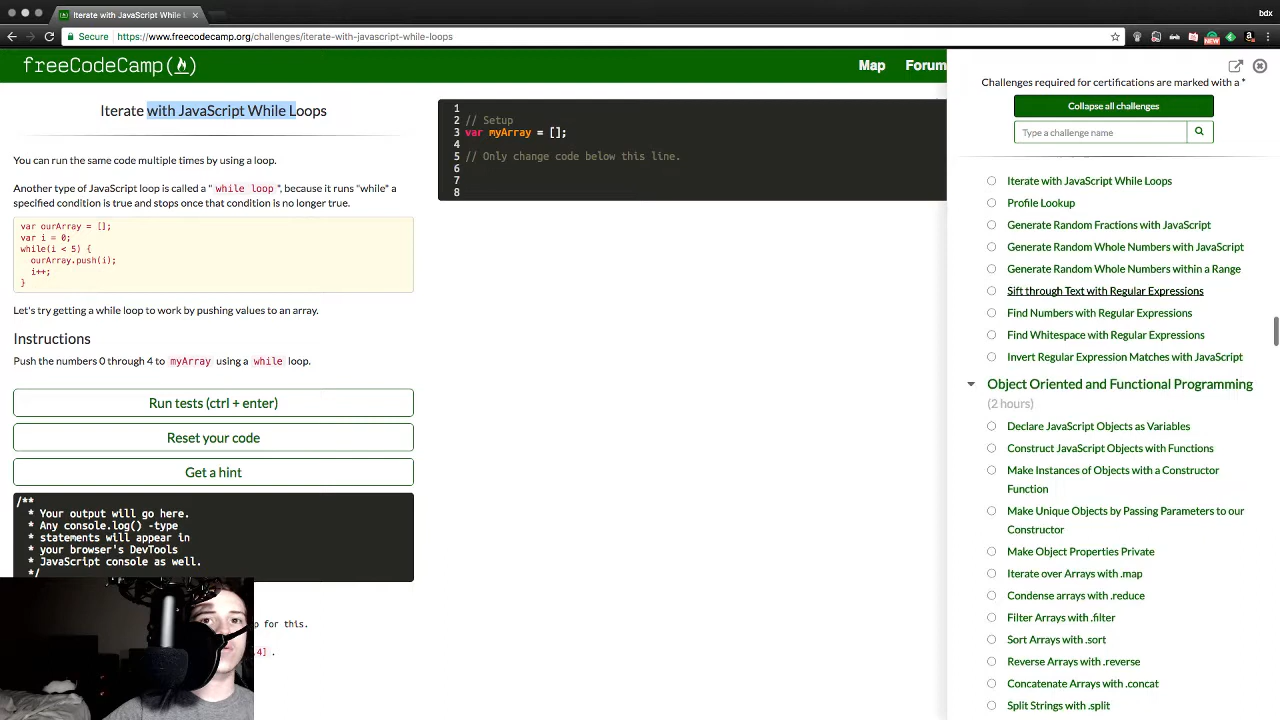 Iterate with JavaScript While L
bdx
Secure
https://www.freecodecamp.org/challenges/iterate-with-javascript-while-loops
NEW
freeCodeCamp
Map
Forum
Iterate with JavaScript While Loops
You can run the same code multiple times by using a loop.
Another type of JavaScript loop is called a " while loop ", because it runs "while" a
specified condition is true and stops once that condition is no longer true.
var ourArray = [];
var i = 0;
while(i < 5) {
ourArray.push(i);
i++;
}
Let's try getting a while loop to work by pushing values to an array.
Instructions
Push the numbers 0 through 4 to myArray using a while loop.
Run tests (ctrl + enter)
Reset your code
Get a hint
/**
* Your output will go here.
* Any console.log() -type
* statements will appear in
* your browser's DevTools
* JavaScript console as well.
*/
p for this.
4] .
1
2 // Setup
3 var myArray = [];
4
5 // Only change code below this line.
6
7
8
Challenges required for certifications are marked with a *
Collapse all challenges
Type a challenge name
Iterate with JavaScript While Loops
Profile Lookup
Generate Random Fractions with JavaScript
Generate Random Whole Numbers with JavaScript
Generate Random Whole Numbers within a Range
Sift through Text with Regular Expressions
Find Numbers with Regular Expressions
Find Whitespace with Regular Expressions
Invert Regular Expression Matches with JavaScript
Object Oriented and Functional Programming
(2 hours)
Declare JavaScript Objects as Variables
Construct JavaScript Objects with Functions
Make Instances of Objects with a Constructor
Function
Make Unique Objects by Passing Parameters to our
Constructor
Make Object Properties Private
Iterate over Arrays with .map
Condense arrays with .reduce
Filter Arrays with .filter
Sort Arrays with .sort
Reverse Arrays with .reverse
Concatenate Arrays with .concat
Split Strings with .split